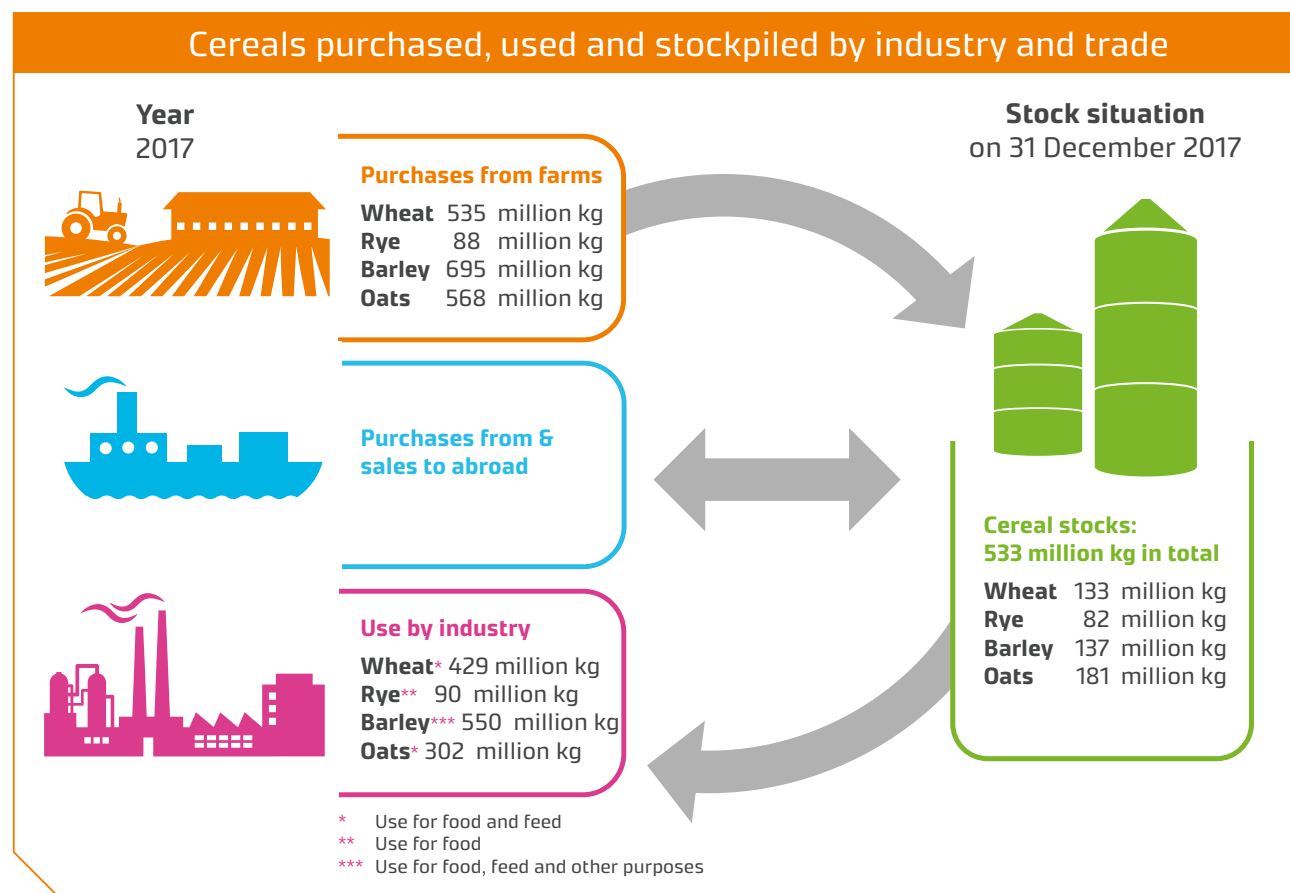 Cereals purchased, used and stockpiled by industry and trade
Year
2017
Purchases from farms
Wheat 535 million kg
Rye 88 million kg
Barley 695 million kg
Oats 568 million kg
Purchases from &
sales to abroad
Use by industry
Wheat* 429 million kg
Rye** 90 million kg
Barley*** 550 million kg
Oats* 302 million kg
* Use for food and feed
** Use for food
*** Use for food, feed and other purposes
Stock situation
on 31 December 2017
Cereal stocks:
533 million kg in total
Wheat 133 million kg
Rye 82 million kg
Barley 137 million kg
Oats 181 million kg